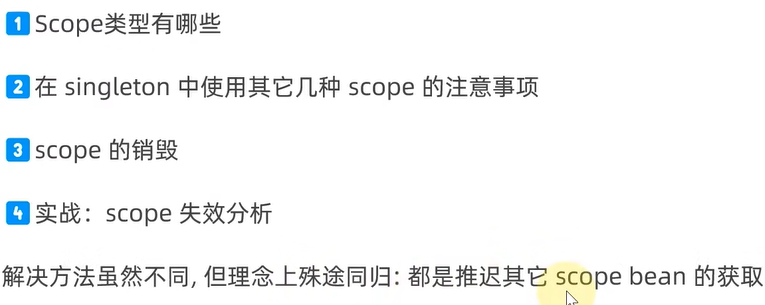 1 Scope类型有哪些
2 在 singleton 中使用其它几种 scope 的注意事项
3 scope 的销毁
4 实战：scope 失效分析
解决方法虽然不同, 但理念上殊途同归: 都是推迟其它 scope bean 的获取